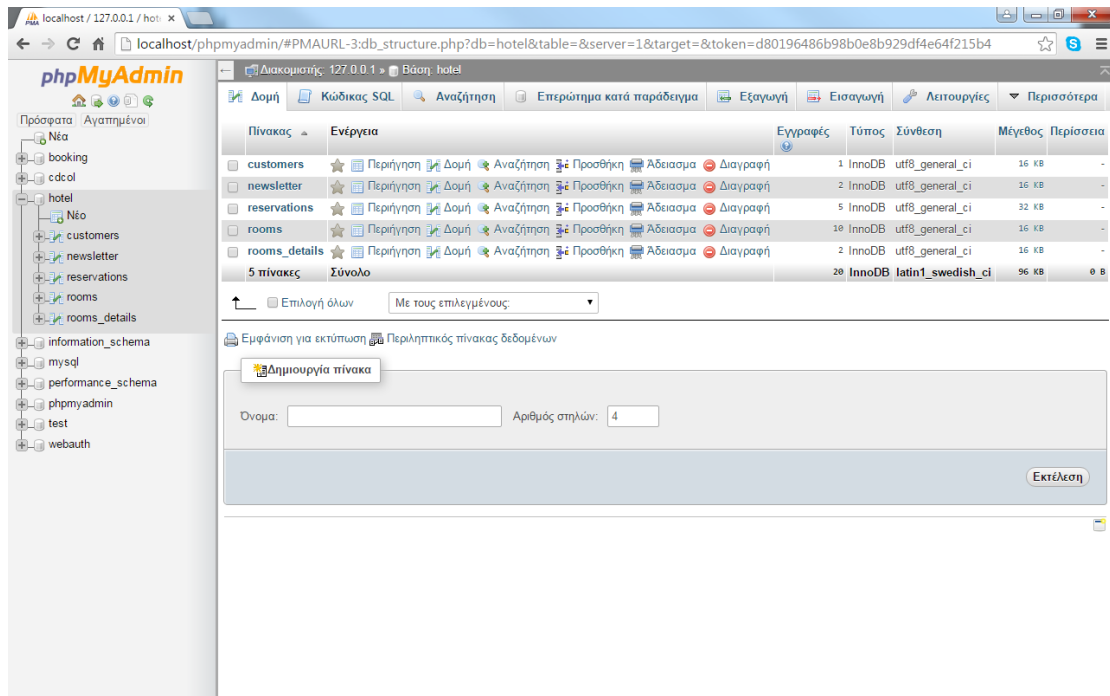 localhost / 127.0.0.1 / hote
localhost/phpmyadmin/#PMAURL-3:db_structure.php?db=hotel&table=&server=1&target=&token=d80196486b98b0e8b929df4e64f215b4
phpMyAdmin
Πρόσφατα Αγαπημένοι
Νέα
booking
cdcol
hotel
Νέο
customers
newsletter
reservations
rooms
rooms_details
information_schema
mysql
performance_schema
phpmyadmin
test
webauth
Διακομιστής: 127.0.0.1 » Βάση: hotel
Δομή Κώδικας SQL Αναζήτηση Επερώτημα κατά παράδειγμα Εξαγωγή Εισαγωγή Λειτουργίες Περισσότερα
Πίνακας Ενέργεια Εγγραφές Τύπος Σύνθεση Μέγεθος Περίσσεια
customers Περιήγηση Δομή Αναζήτηση Προσθήκη Άδειασμα Διαγραφή 1 InnoDB utf8_general_ci 16 KB -
newsletter Περιήγηση Δομή Αναζήτηση Προσθήκη Άδειασμα Διαγραφή 2 InnoDB utf8_general_ci 16 KB -
reservations Περιήγηση Δομή Αναζήτηση Προσθήκη Άδειασμα Διαγραφή 5 InnoDB utf8_general_ci 32 KB -
rooms Περιήγηση Δομή Αναζήτηση Προσθήκη Άδειασμα Διαγραφή 10 InnoDB utf8_general_ci 16 KB -
rooms_details Περιήγηση Δομή Αναζήτηση Προσθήκη Άδειασμα Διαγραφή 2 InnoDB utf8_general_ci 16 KB -
5 πίνακες Σύνολο 20 InnoDB latin1_swedish_ci 96 KB 0 B
Επιλογή όλων Με τους επιλεγμένους:
Εμφάνιση για εκτύπωση Περιληπτικός πίνακας δεδομένων
Δημιουργία πίνακα
Όνομα: Αριθμός στηλών: 4
Εκτέλεση